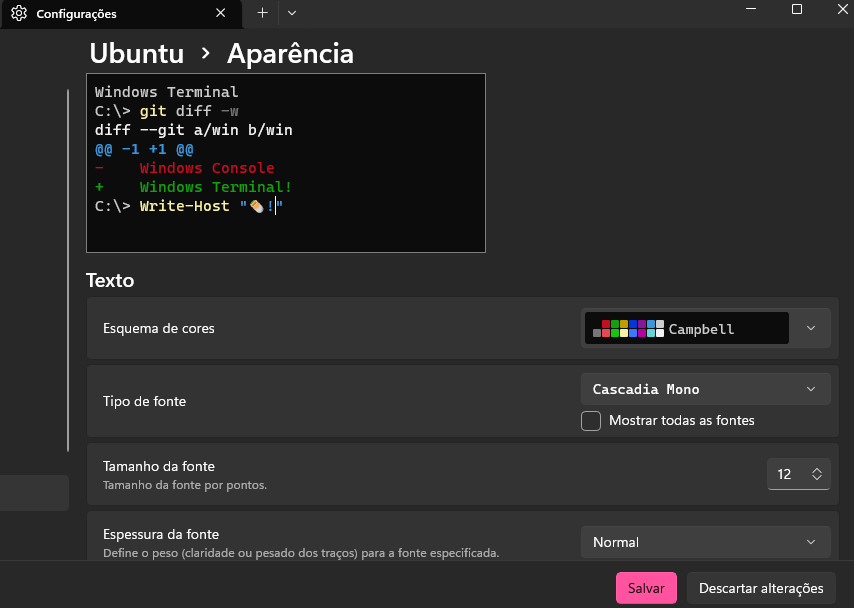 Configurações
Ubuntu › Aparência
Windows Terminal
C:\> git diff -w
diff --git a/win b/win
@@ -1 +1 @@
-    Windows Console
+    Windows Terminal!
C:\> Write-Host "🌯!"
Texto
Esquema de cores
Campbell
Tipo de fonte
Cascadia Mono
Mostrar todas as fontes
Tamanho da fonte
Tamanho da fonte por pontos.
12
Espessura da fonte
Define o peso (claridade ou pesado dos traços) para a fonte especificada.
Normal
Salvar
Descartar alterações